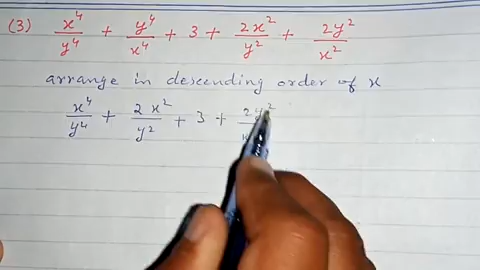 (3) x⁴/y⁴ + y⁴/x⁴ + 3 + 2x²/y² + 2y²/x²
arrange in descending order of x
x⁴/y⁴ + 2x²/y² + 3 + 2y²/x